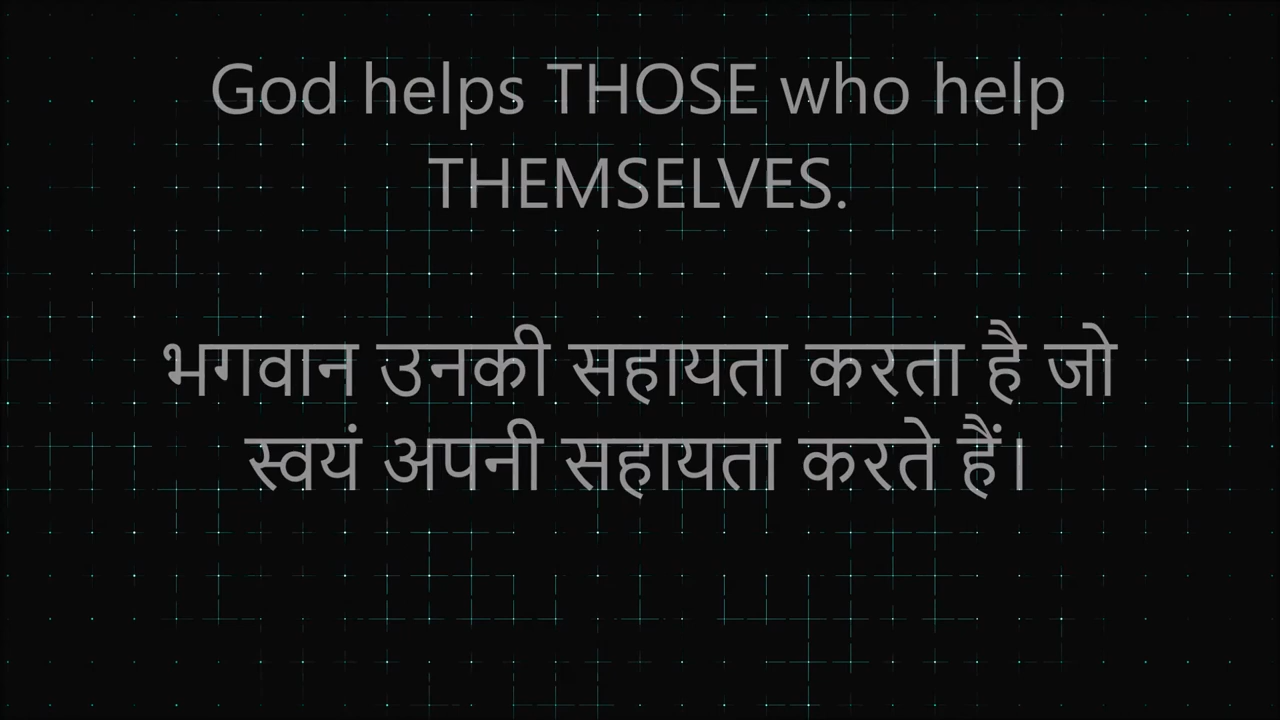 God helps THOSE who help
THEMSELVES.
भगवान उनकी सहायता करता है जो
स्वयं अपनी सहायता करते हैं।